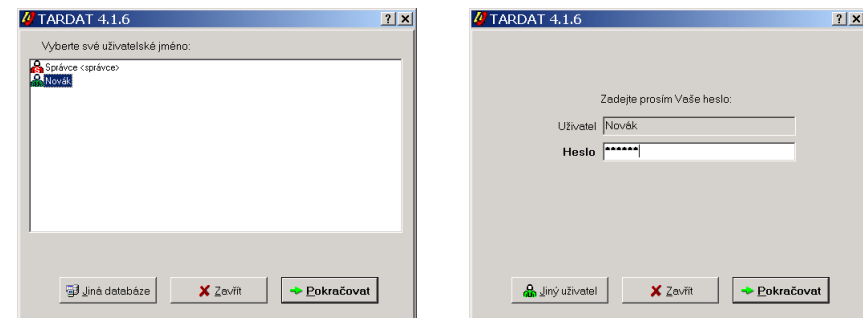 TARDAT 4.1.6
Vyberte své uživatelské jméno:
Správce <správce>
Novák
Jiná databáze
Zavřít
Pokračovat
TARDAT 4.1.6
Zadejte prosím Vaše heslo:
Uživatel Novák
Heslo ******
Jiný uživatel
Zavřít
Pokračovat